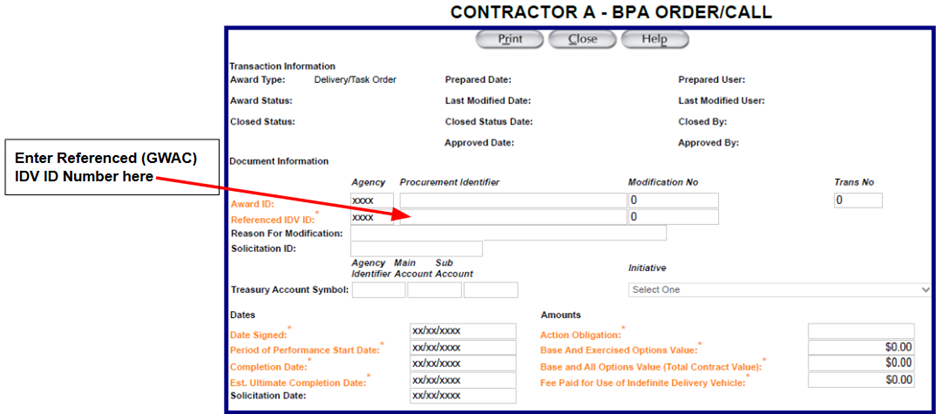 CONTRACTOR A - BPA ORDER/CALL
Print Close Help
Transaction Information
Award Type: Delivery/Task Order Prepared Date: Prepared User:
Award Status: Last Modified Date: Last Modified User:
Closed Status: Closed Status Date: Closed By:
Approved Date: Approved By:
Enter Referenced (GWAC)
IDV ID Number here
Document Information
Agency Procurement Identifier Modification No Trans No
Award ID: xxxx 0 0
Referenced IDV ID:* xxxx 0
Reason For Modification:
Solicitation ID:
Agency Main Sub
Identifier Account Account Initiative
Treasury Account Symbol: Select One
Dates Amounts
Date Signed:* xx/xx/xxxx Action Obligation:*
Period of Performance Start Date:* xx/xx/xxxx Base And Exercised Options Value:* $0.00
Completion Date:* xx/xx/xxxx Base and All Options Value (Total Contract Value):* $0.00
Est. Ultimate Completion Date:* xx/xx/xxxx Fee Paid for Use of Indefinite Delivery Vehicle:* $0.00
Solicitation Date: xx/xx/xxxx